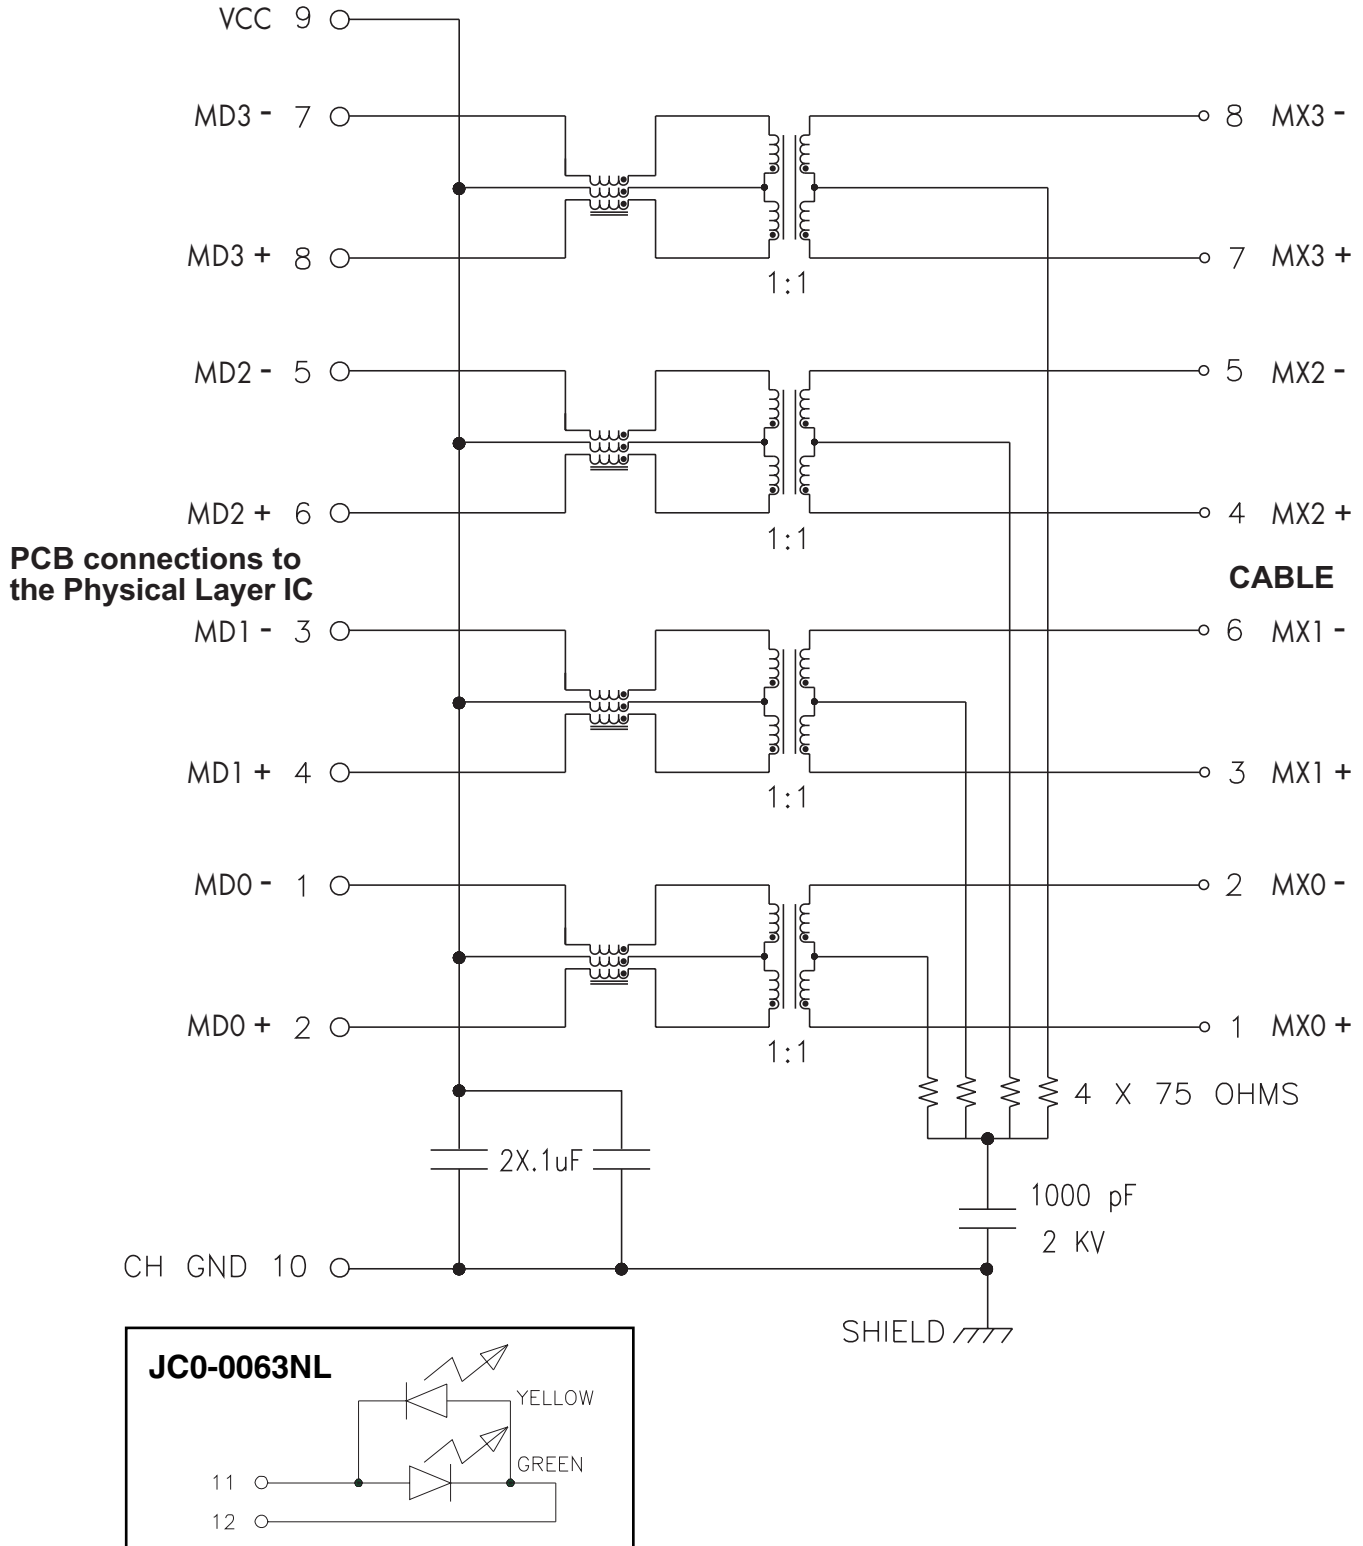 VCC 9
MD3 - 7
8 MX3 -
MD3 + 8
7 MX3 +
1:1
MD2 - 5
5 MX2 -
MD2 + 6
4 MX2 +
1:1
PCB connections to
the Physical Layer IC
CABLE
MD1 - 3
6 MX1 -
MD1 + 4
3 MX1 +
1:1
MD0 - 1
2 MX0 -
MD0 + 2
1 MX0 +
1:1
4 X 75 OHMS
2X.1uF
1000 pF
2 KV
CH GND 10
SHIELD
JC0-0063NL
YELLOW
GREEN
11
12